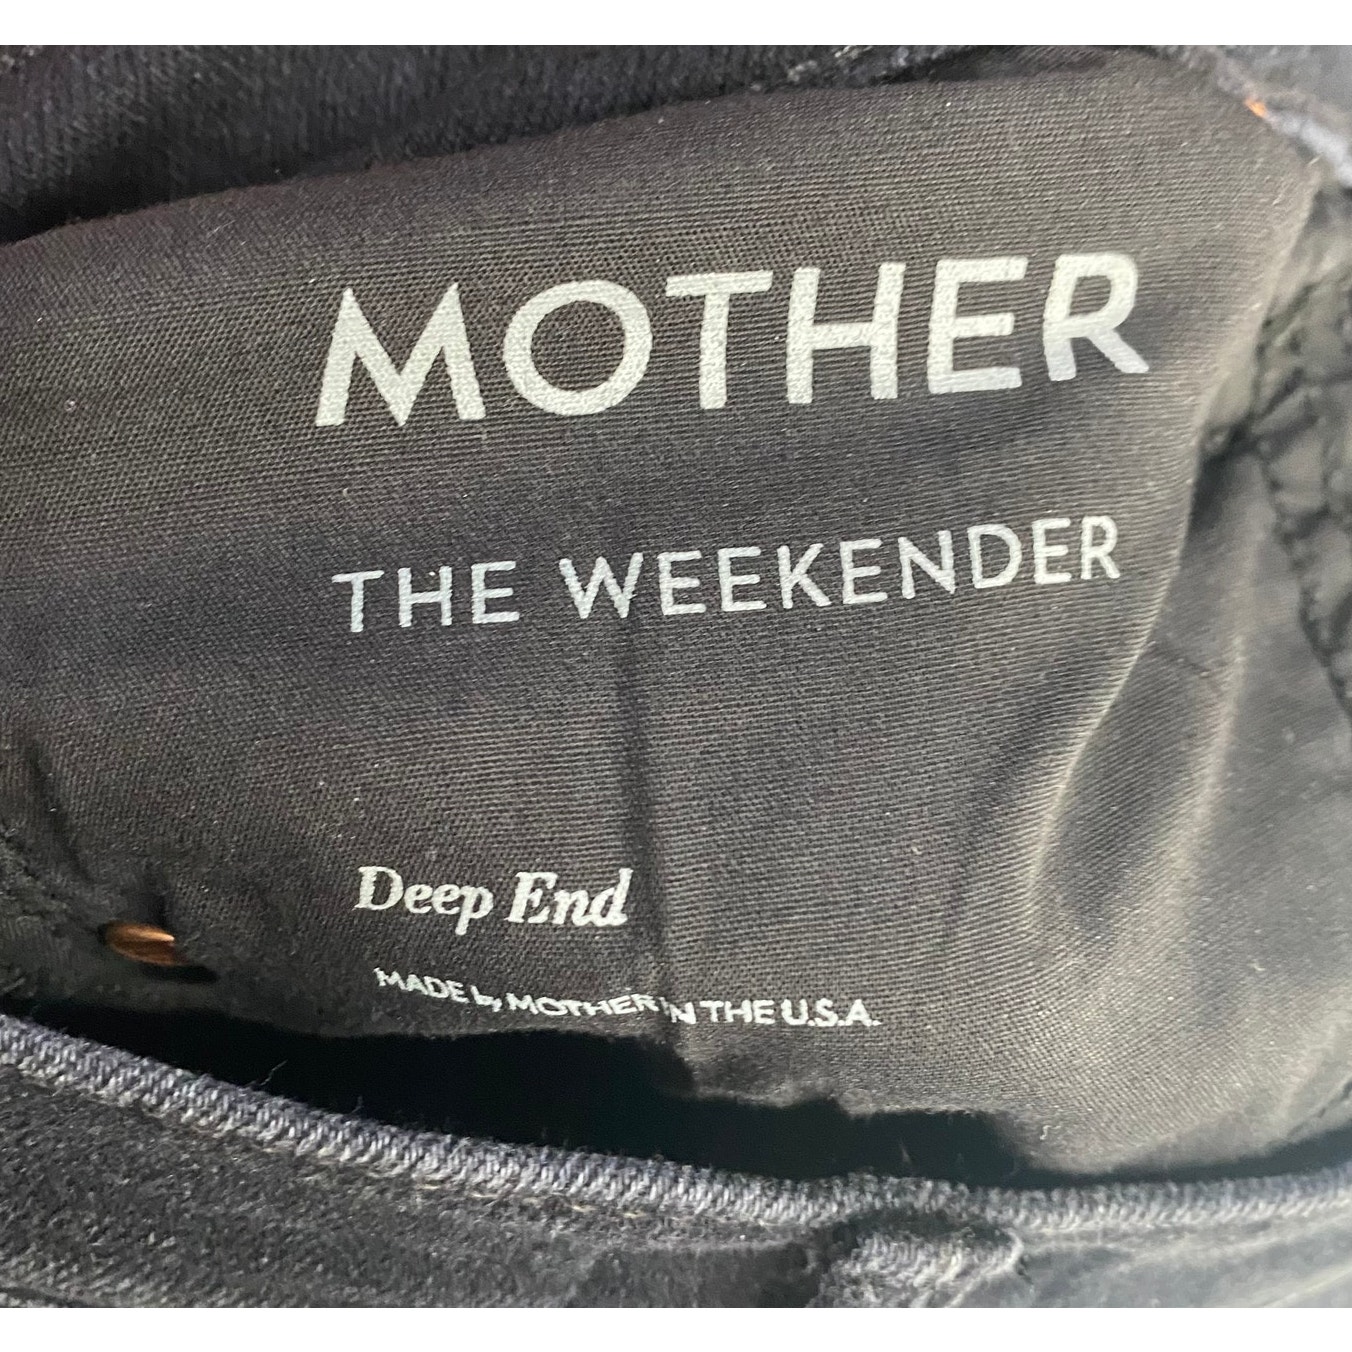 MOTHER
THE WEEKENDER
Deep End
MADE by MOTHER IN THE U.S.A.